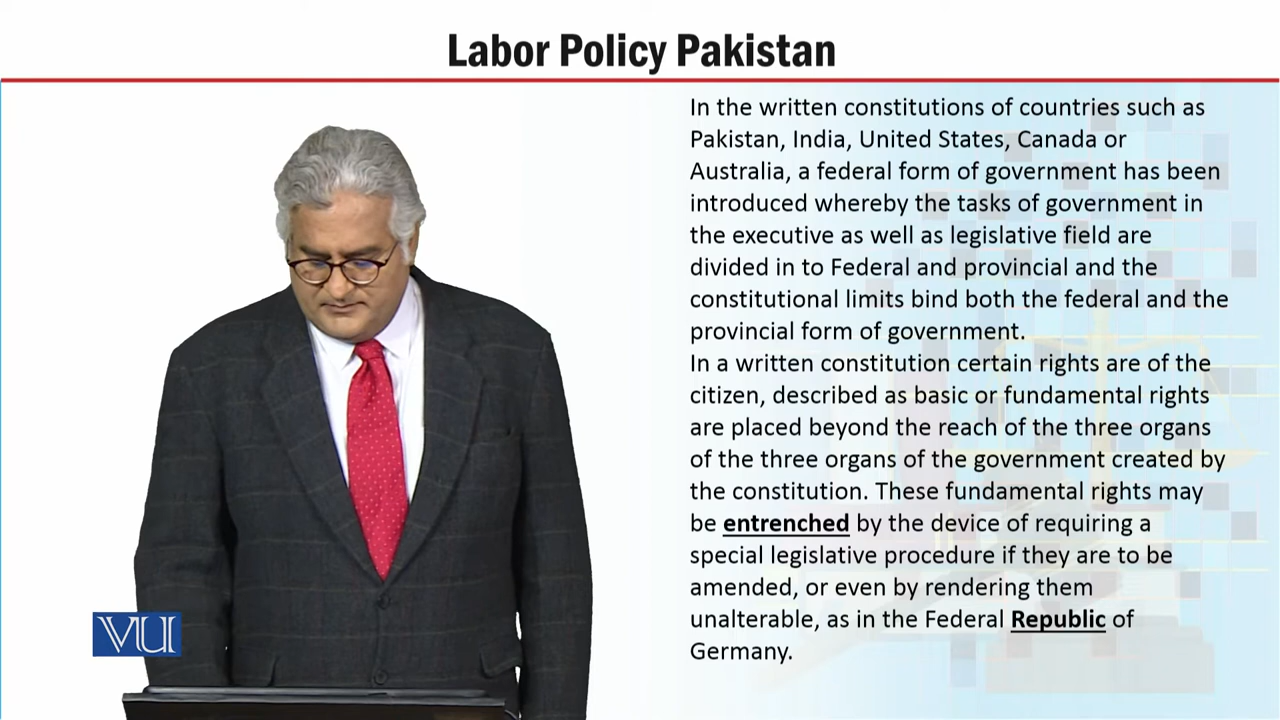 Labor Policy Pakistan
In the written constitutions of countries such as
Pakistan, India, United States, Canada or
Australia, a federal form of government has been
introduced whereby the tasks of government in
the executive as well as legislative field are
divided in to Federal and provincial and the
constitutional limits bind both the federal and the
provincial form of government.
In a written constitution certain rights are of the
citizen, described as basic or fundamental rights
are placed beyond the reach of the three organs
of the three organs of the government created by
the constitution. These fundamental rights may
be entrenched by the device of requiring a
special legislative procedure if they are to be
amended, or even by rendering them
unalterable, as in the Federal Republic of
Germany.
VU